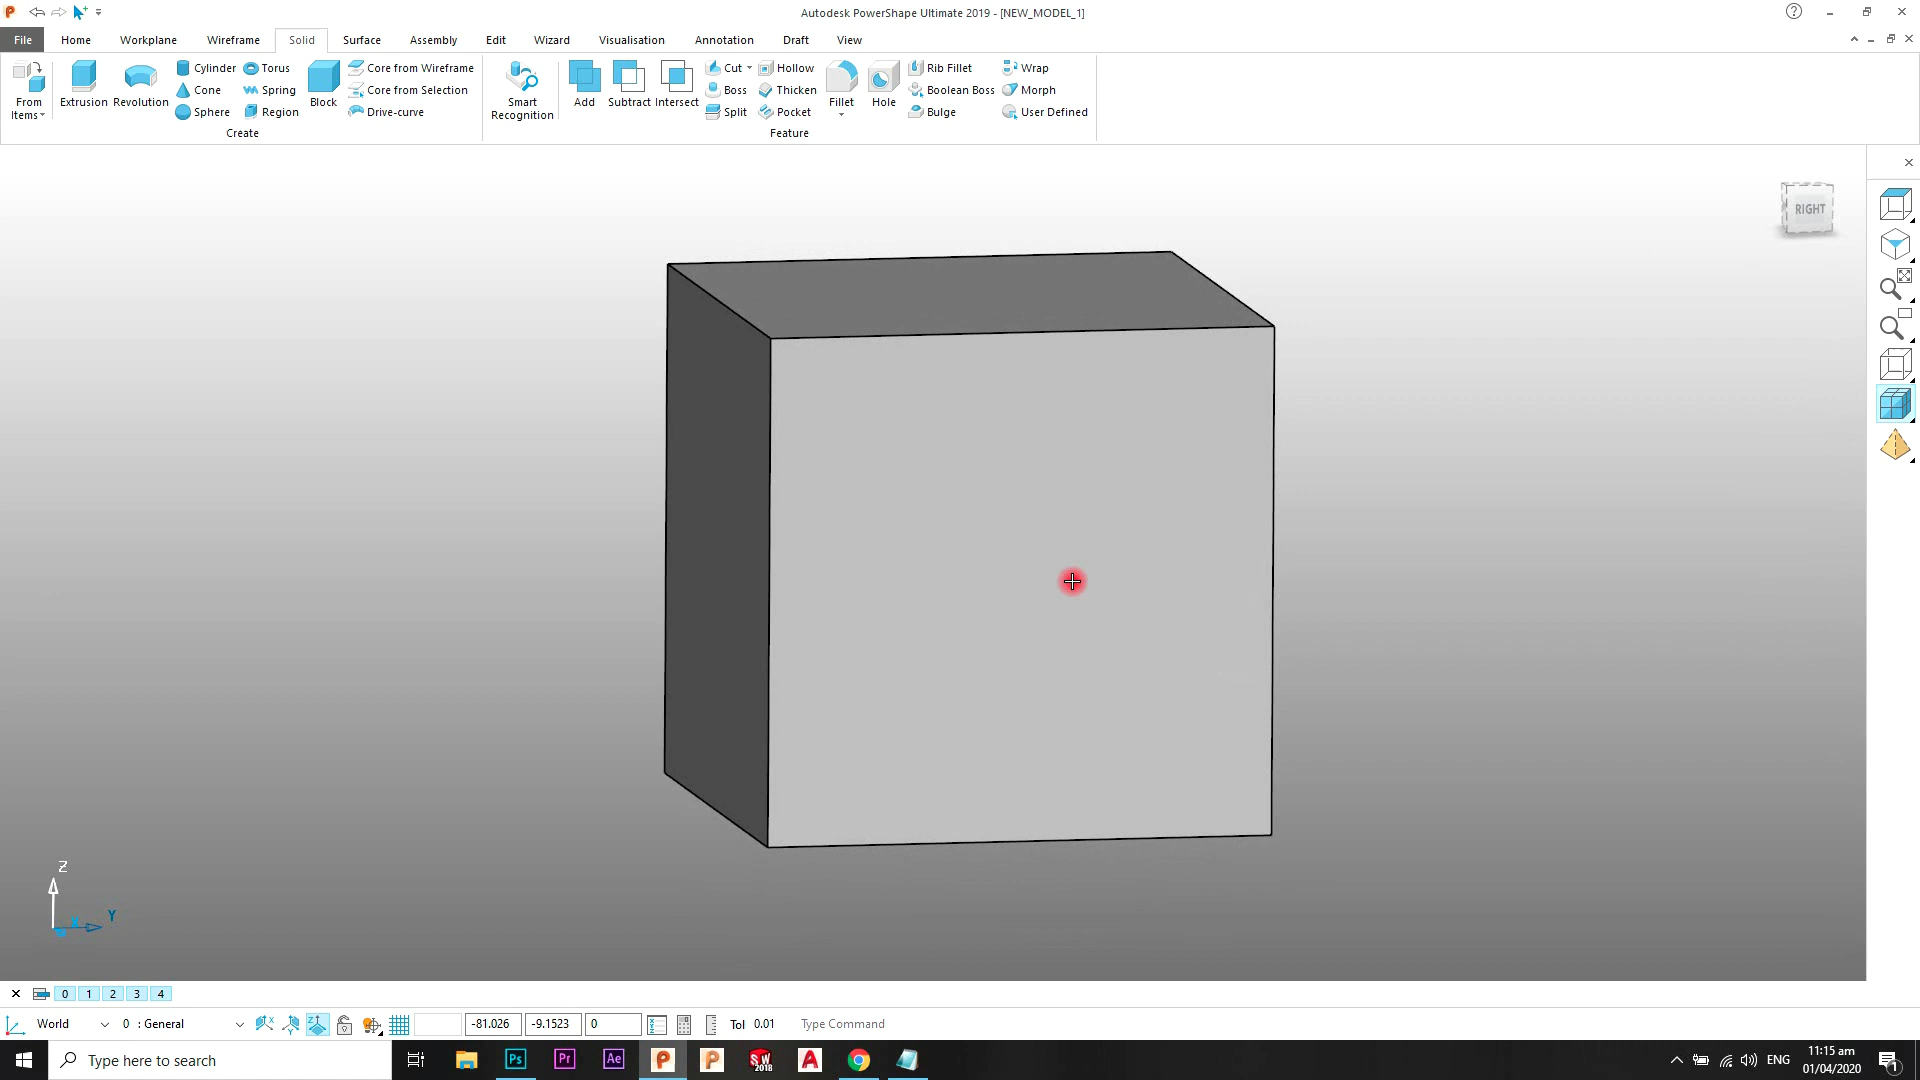 Autodesk PowerShape Ultimate 2019 - [NEW_MODEL_1]
File Home Workplane Wireframe Solid Surface Assembly Edit Wizard Visualisation Annotation Draft View
From Items
Extrusion
Revolution
Cylinder
Cone
Sphere
Torus
Spring
Region
Block
Core from Wireframe
Core from Selection
Drive-curve
Create
Smart Recognition
Add
Subtract
Intersect
Cut
Boss
Split
Hollow
Thicken
Pocket
Fillet
Hole
Rib Fillet
Boolean Boss
Bulge
Wrap
Morph
User Defined
Feature
RIGHT
Z
X
Y
W
0 1 2 3 4
World 0 : General -81.026 -9.1523 0 Tol 0.01 Type Command
Type here to search
Ps Pr Ae P P SW 2018 A
ENG
11:15 am
01/04/2020
1